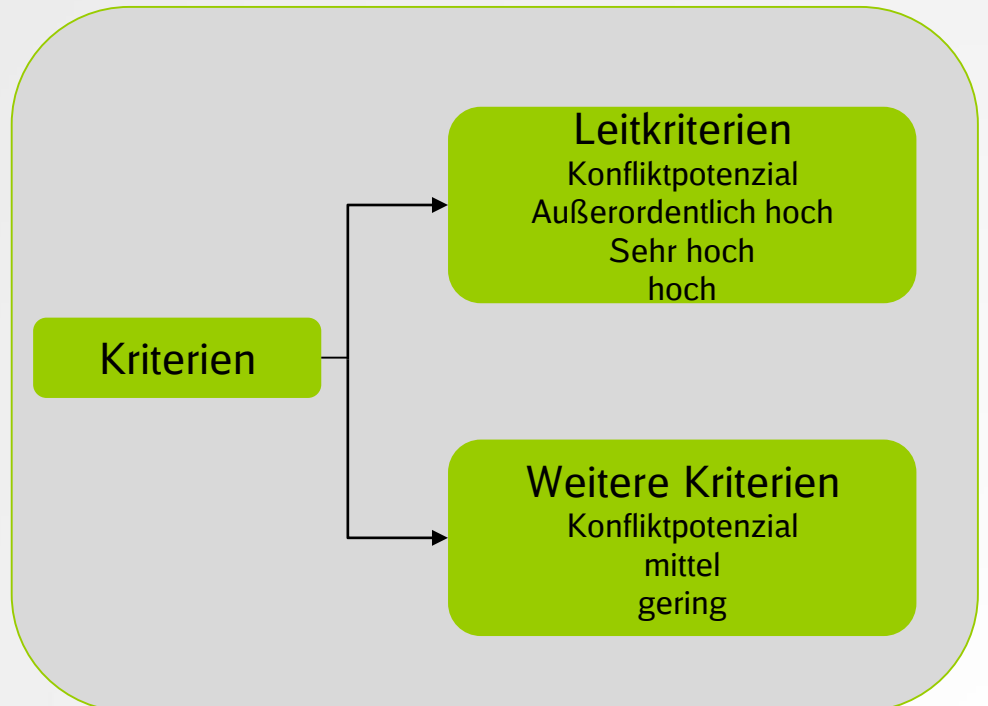 Kriterien
Leitkriterien
Konfliktpotenzial
Außerordentlich hoch
Sehr hoch
hoch
Weitere Kriterien
Konfliktpotenzial
mittel
gering